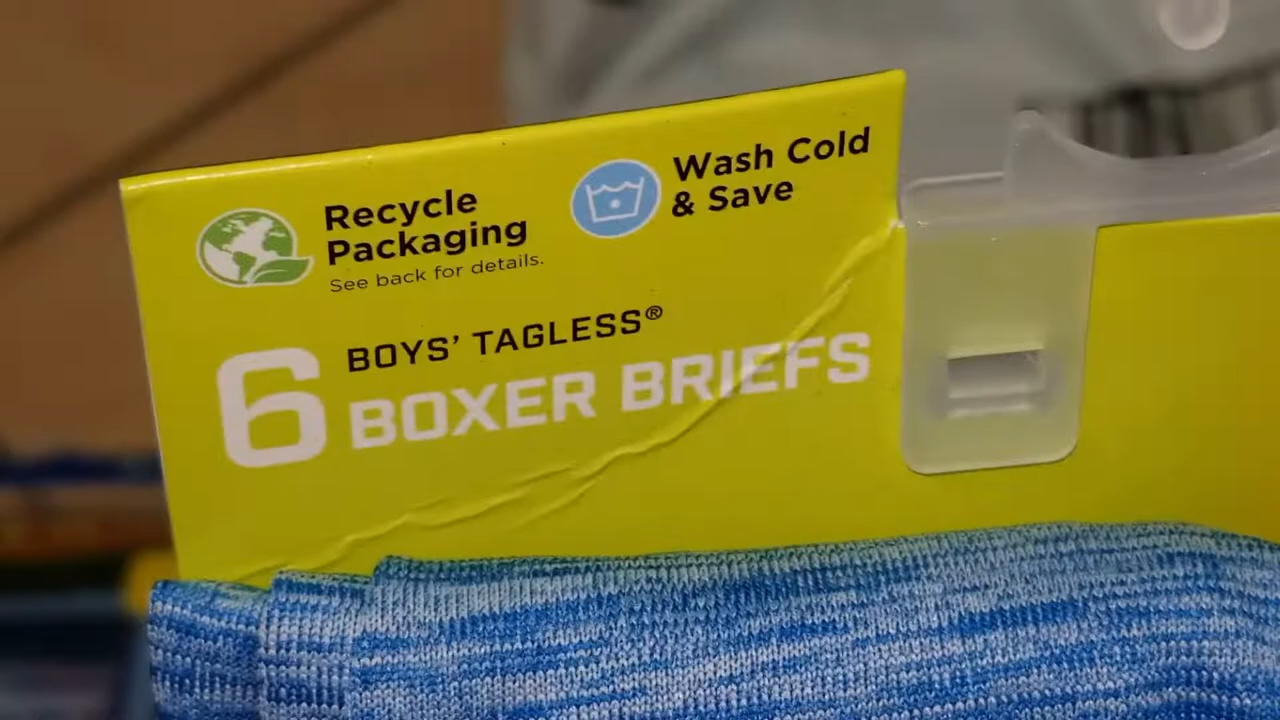 Recycle
Packaging
See back for details.
Wash Cold
& Save
6
BOYS' TAGLESS®
BOXER BRIEFS